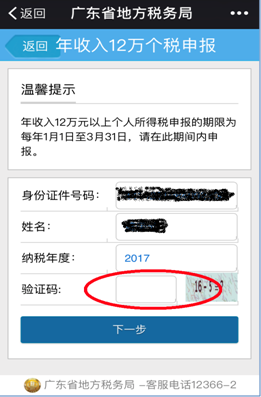 返回 广东省地方税务局
返回 年收入12万个税申报
温馨提示
年收入12万元以上个人所得税申报的期限为
每年1月1日至3月31日，请在此期间内申
报。
身份证件号码：
姓名：
纳税年度： 2017
验证码:
下一步
广东省地方税务局 -客服电话12366-2